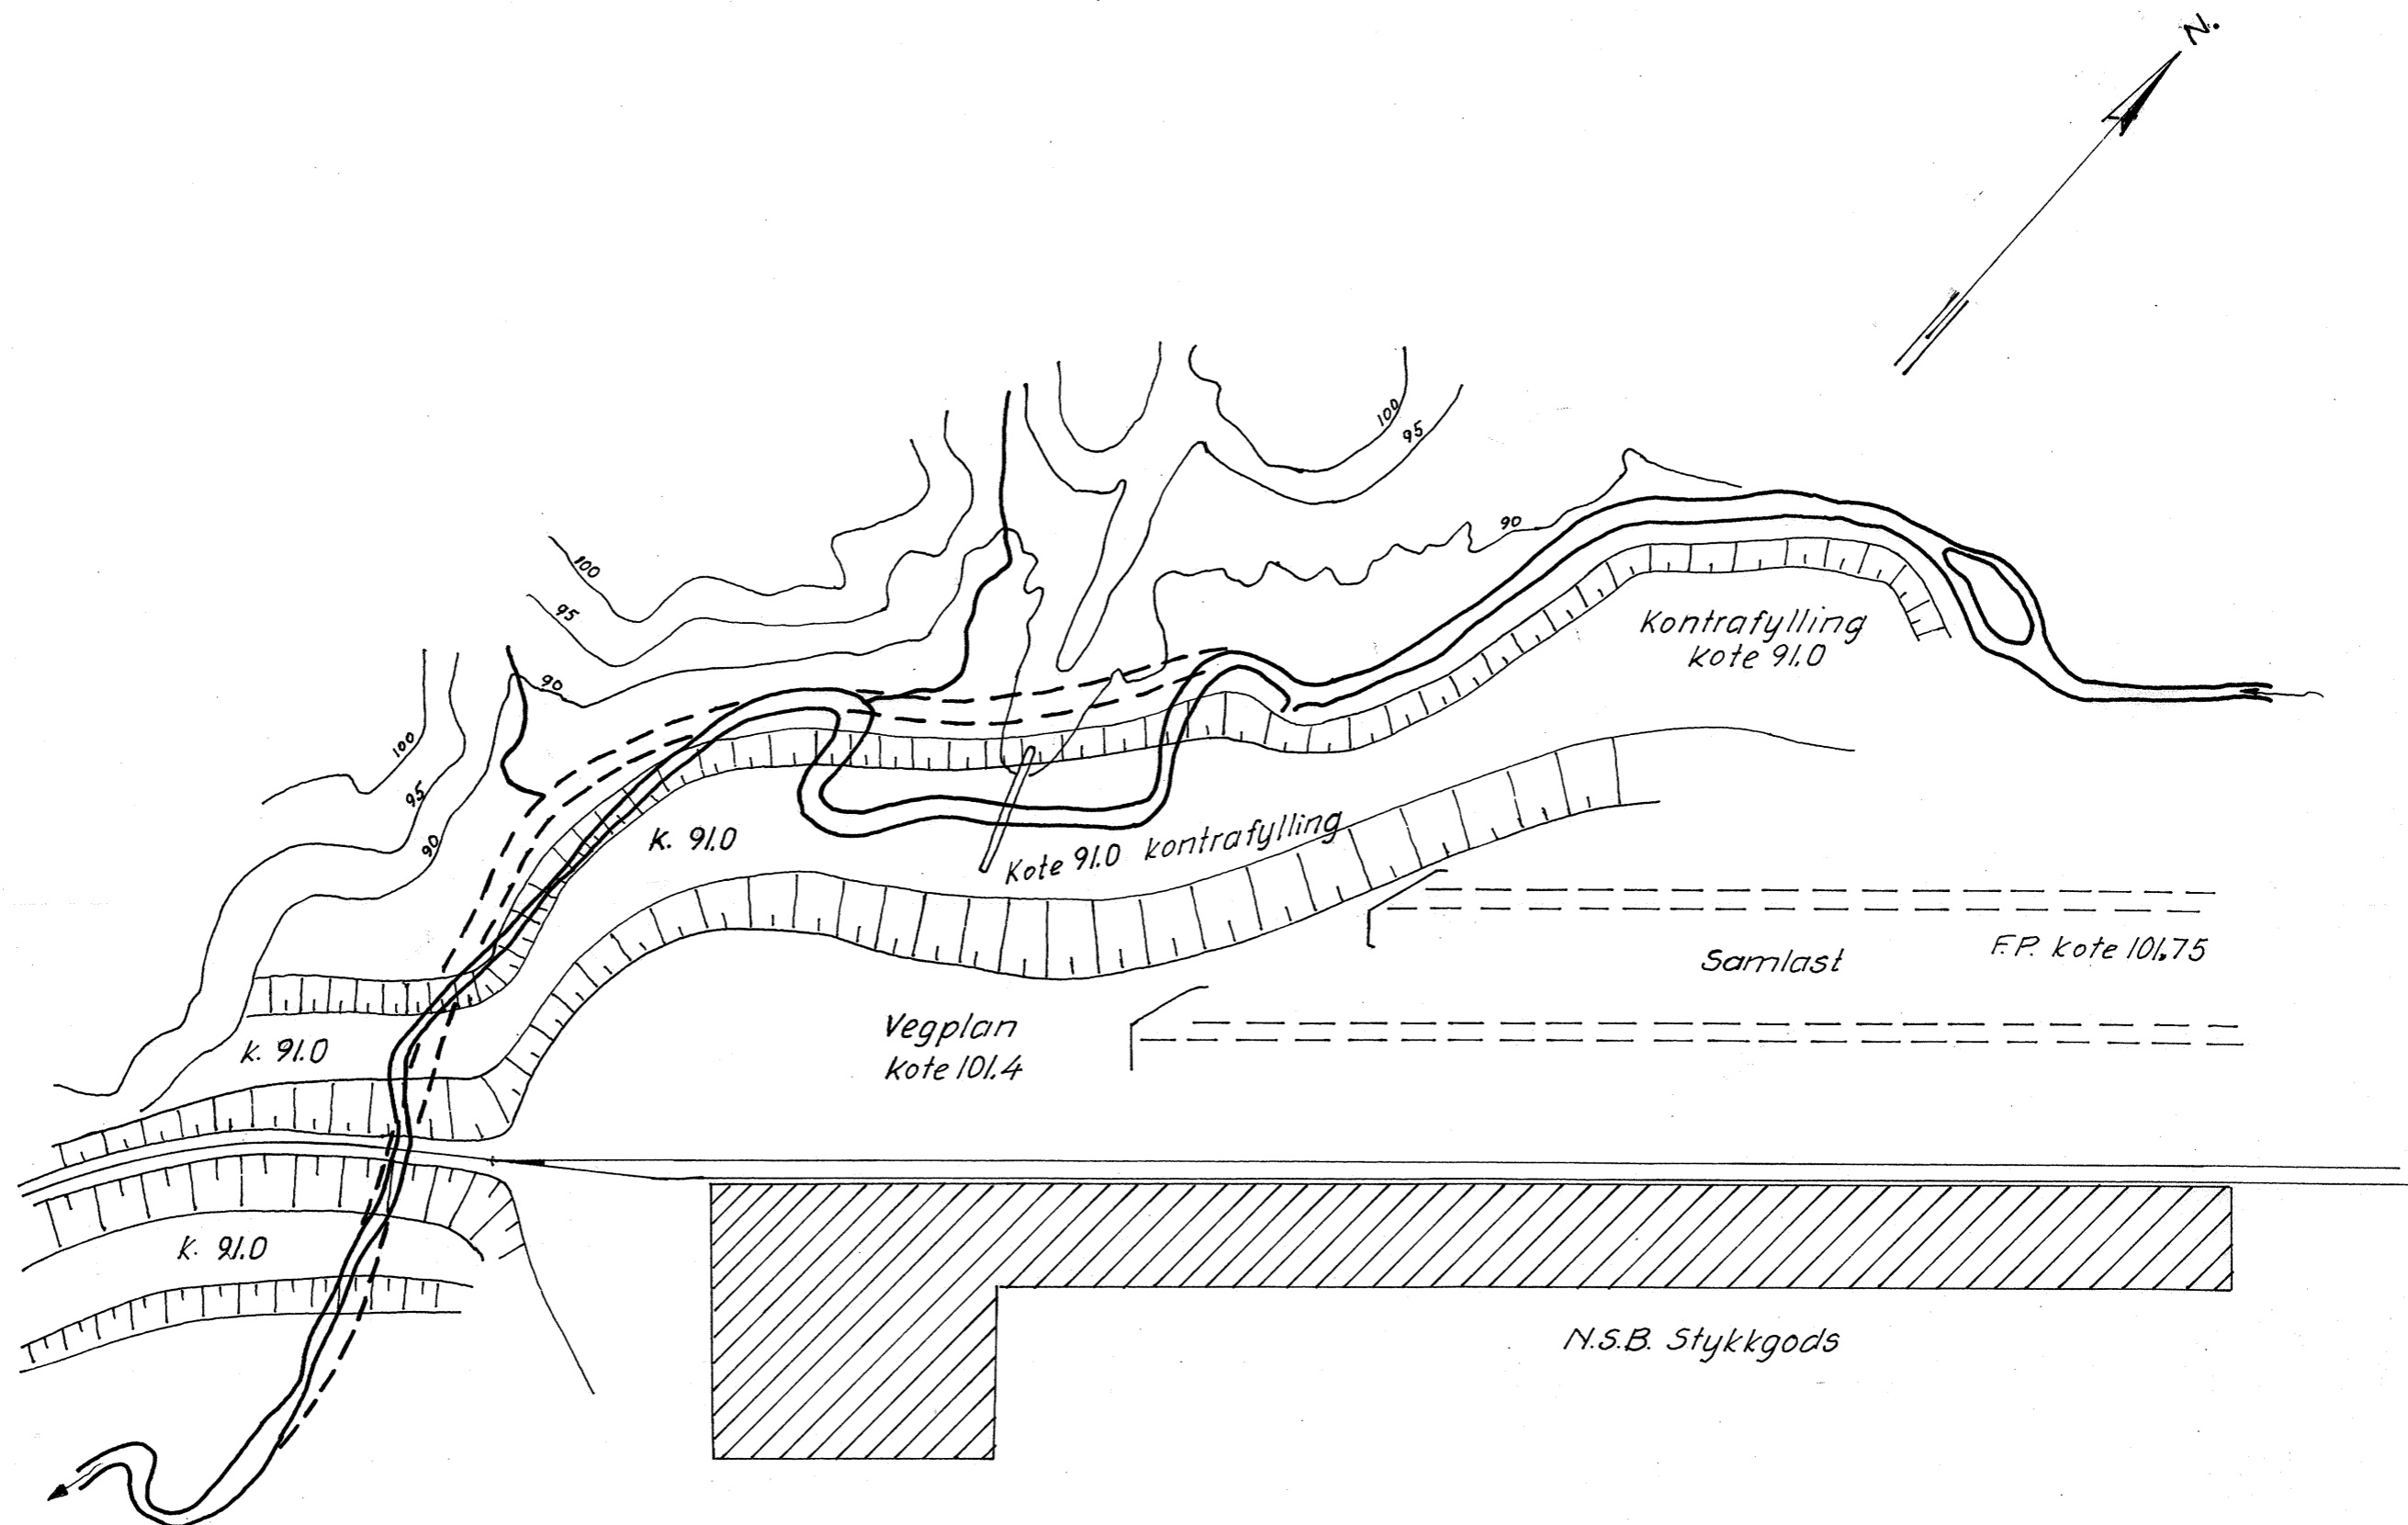 N.
100
95
90
100
95
90
100
95
90
Kontrafylling
Kote 91.0
K. 91.0
Kote 91.0 kontrafylling
Samlast
F.P. kote 101.75
Vegplan
Kote 101.4
K. 91.0
K. 91.0
N.S.B. Stykkgods